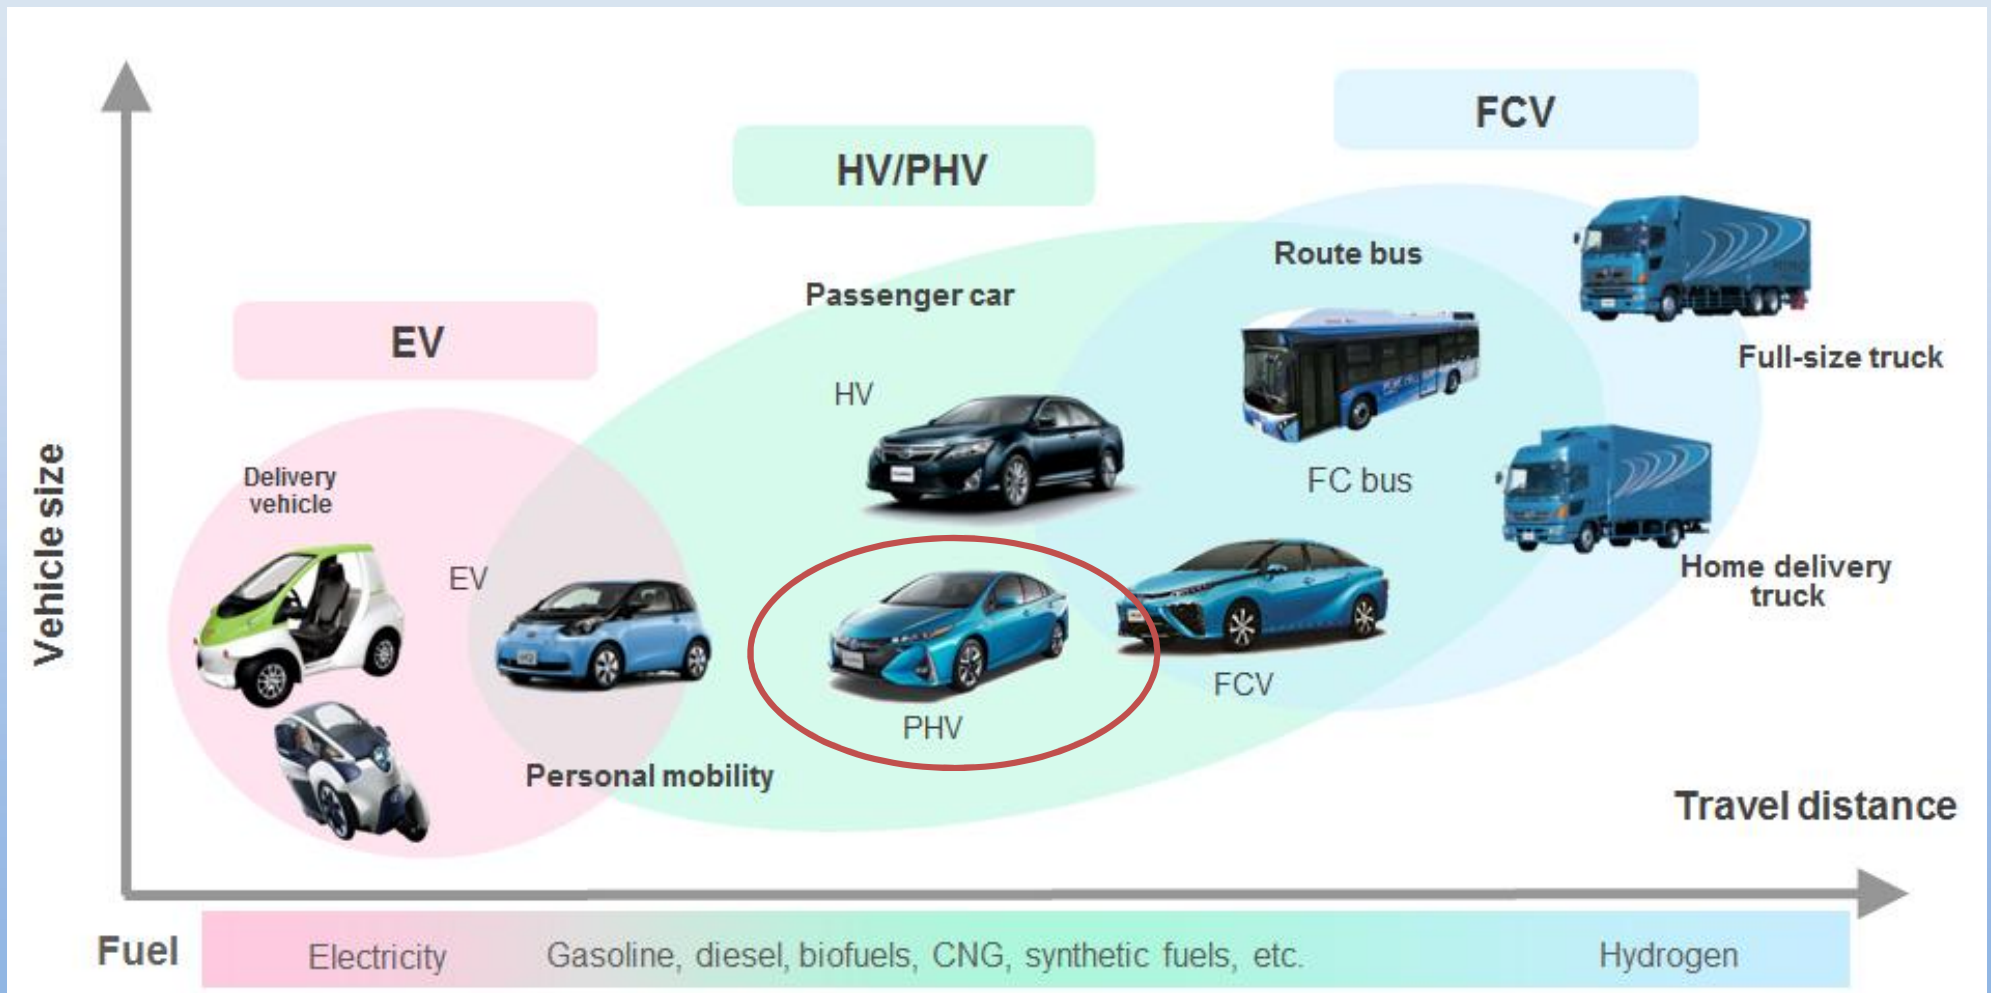 FCV
HV/PHV
EV
Route bus
Passenger car
Full-size truck
HV
Delivery
vehicle
FC bus
EV
Home delivery
truck
FCV
PHV
Personal mobility
Vehicle size
Travel distance
Fuel
Electricity
Gasoline, diesel, biofuels, CNG, synthetic fuels, etc.
Hydrogen